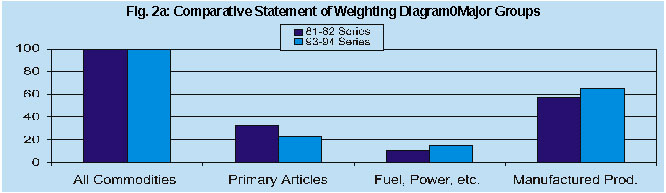 Fig. 2a: Comparative Statement of Weighting Diagram0Major Groups
81-82 Series
93-94 Series
100
80
60
40
20
0
All Commodities Primary Articles Fuel, Power, etc. Manufactured Prod.